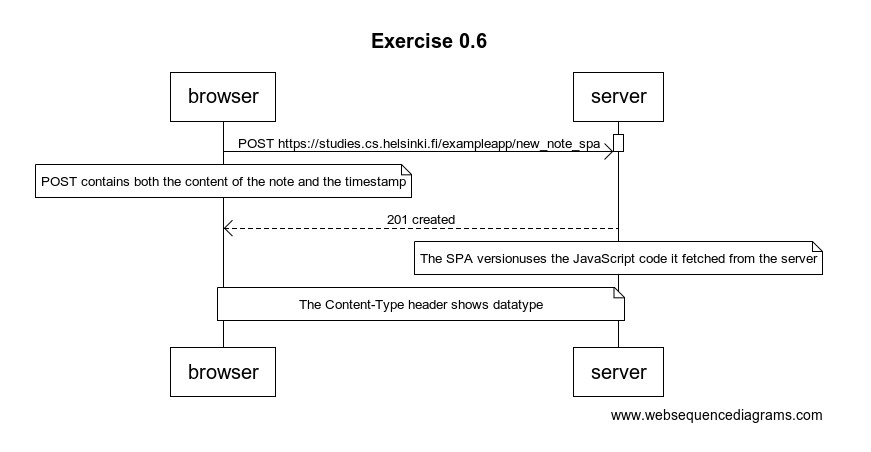 Exercise 0.6
browser
server
POST https://studies.cs.helsinki.fi/exampleapp/new_note_spa
POST contains both the content of the note and the timestamp
201 created
The SPA versionuses the JavaScript code it fetched from the server
The Content-Type header shows datatype
browser
server
www.websequencediagrams.com